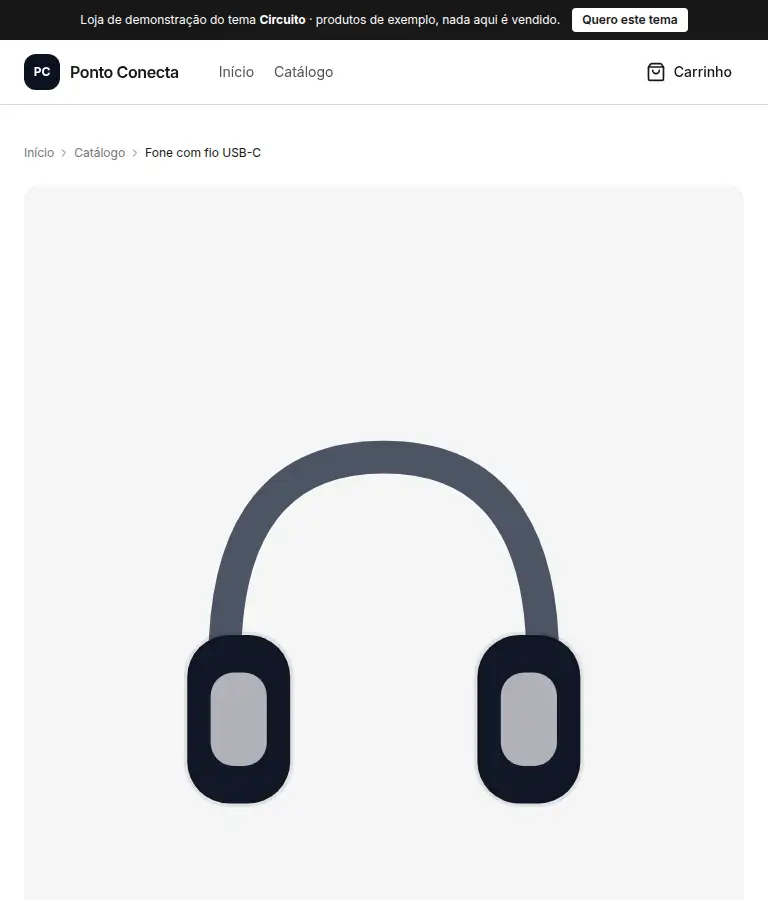 Loja de demonstração do tema Circuito · produtos de exemplo, nada aqui é vendido. Quero este tema
PC Ponto Conecta Início Catálogo Carrinho
Início > Catálogo > Fone com fio USB-C